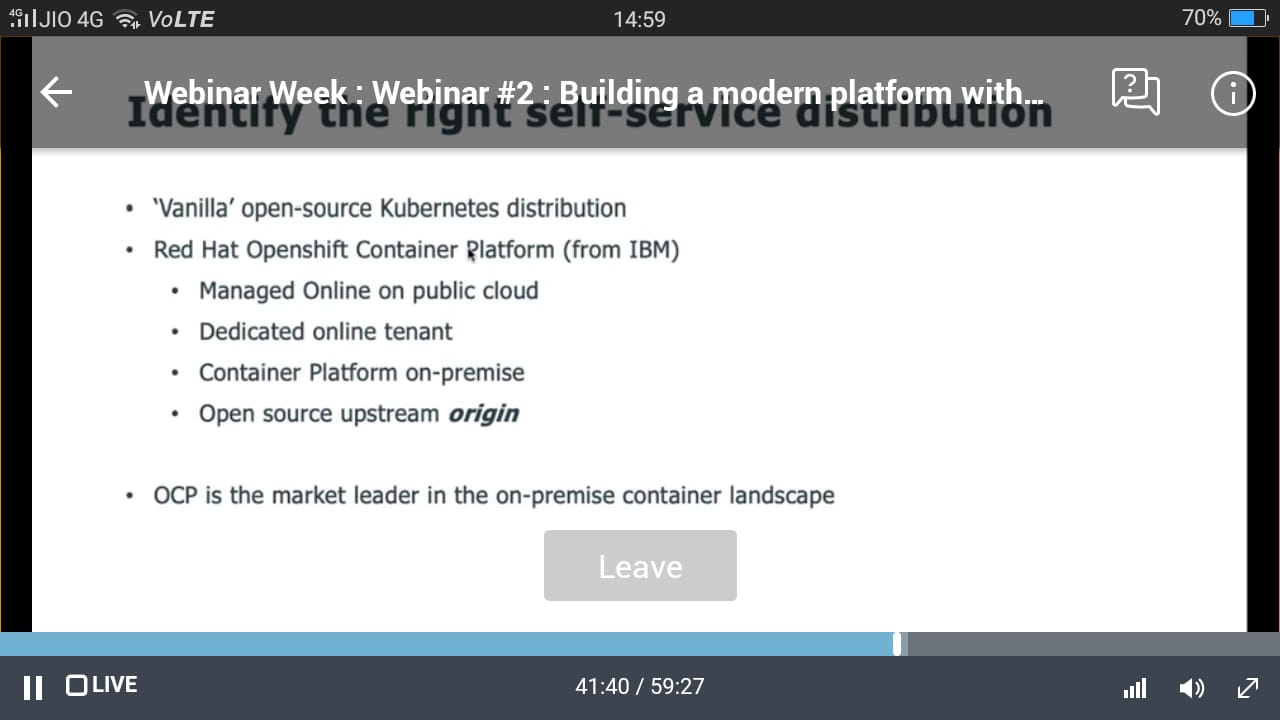 4G JIO 4G VoLTE 14:59 70%
Webinar Week : Webinar #2 : Building a modern platform with...
Identify the right self-service distribution
• 'Vanilla' open-source Kubernetes distribution
• Red Hat Openshift Container Platform (from IBM)
• Managed Online on public cloud
• Dedicated online tenant
• Container Platform on-premise
• Open source upstream origin
• OCP is the market leader in the on-premise container landscape
Leave
LIVE 41:40 / 59:27